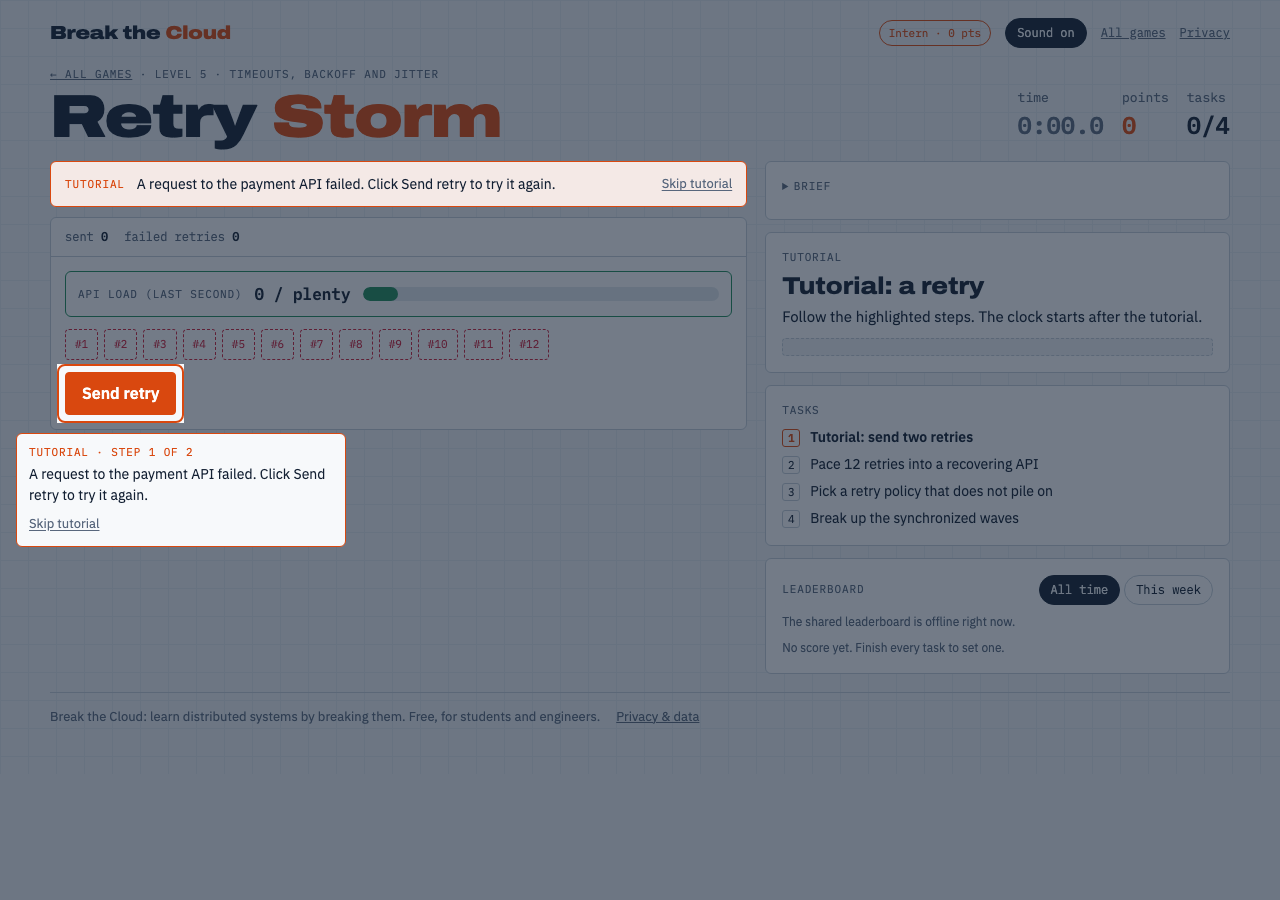 Break the Cloud
Intern · 0 pts
Sound on
All games
Privacy
← ALL GAMES · LEVEL 5 · TIMEOUTS, BACKOFF AND JITTER
Retry Storm
time
0:00.0
points
0
tasks
0/4
TUTORIAL A request to the payment API failed. Click Send retry to try it again. Skip tutorial
sent 0 failed retries 0
API LOAD (LAST SECOND) 0 / plenty
#1 #2 #3 #4 #5 #6 #7 #8 #9 #10 #11 #12
Send retry
TUTORIAL · STEP 1 OF 2
A request to the payment API failed. Click Send
retry to try it again.
Skip tutorial
BRIEF
TUTORIAL
Tutorial: a retry
Follow the highlighted steps. The clock starts after the tutorial.
TASKS
1 Tutorial: send two retries
2 Pace 12 retries into a recovering API
3 Pick a retry policy that does not pile on
4 Break up the synchronized waves
LEADERBOARD
All time
This week
The shared leaderboard is offline right now.
No score yet. Finish every task to set one.
Break the Cloud: learn distributed systems by breaking them. Free, for students and engineers. Privacy & data